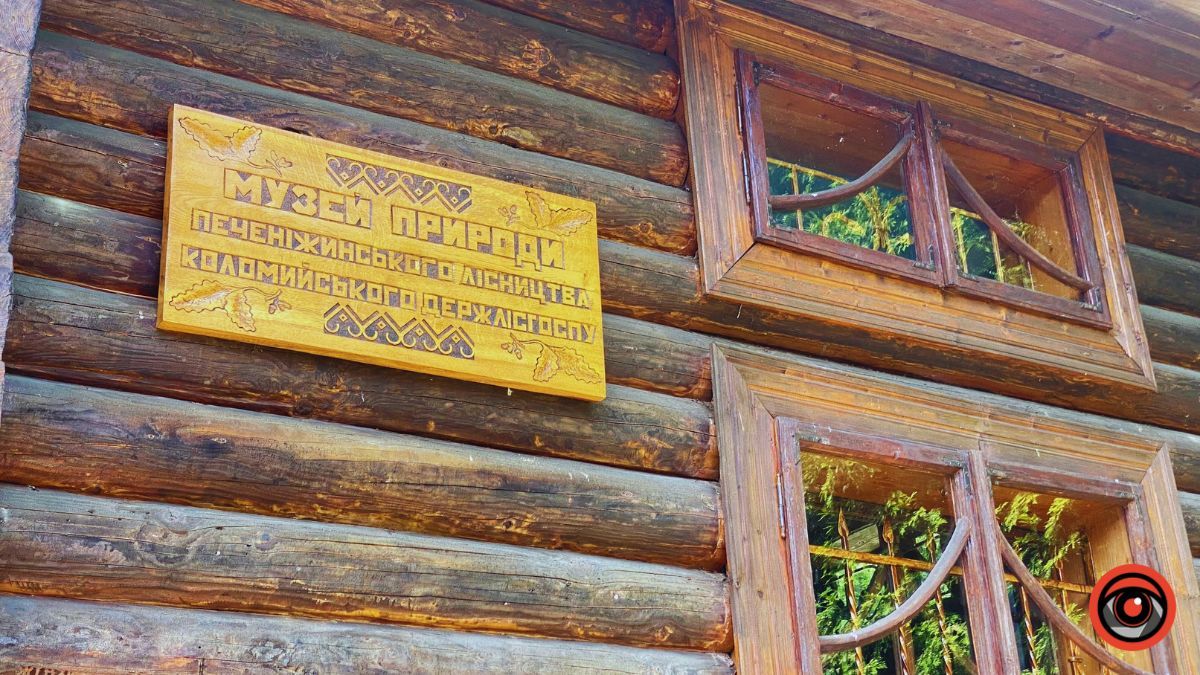 МУЗЕЙ ПРИРОДИ
ПЕЧЕНІЖИНСЬКОГО ЛІСНИЦТВА
КОЛОМИЙСЬКОГО ДЕРЖЛІСГОСПУ